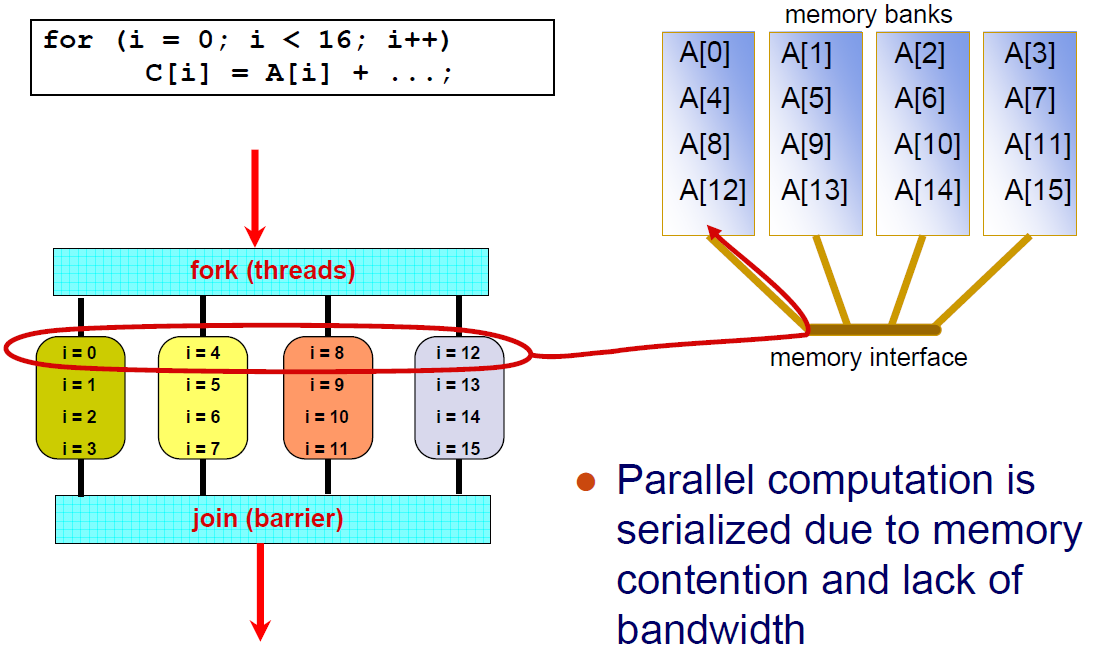 for (i = 0; i < 16; i++)
C[i] = A[i] + ...;
memory banks
A[0] A[1] A[2] A[3]
A[4] A[5] A[6] A[7]
A[8] A[9] A[10] A[11]
A[12] A[13] A[14] A[15]
memory interface
fork (threads)
i = 0 i = 4 i = 8 i = 12
i = 1 i = 5 i = 9 i = 13
i = 2 i = 6 i = 10 i = 14
i = 3 i = 7 i = 11 i = 15
join (barrier)
• Parallel computation is
serialized due to memory
contention and lack of
bandwidth